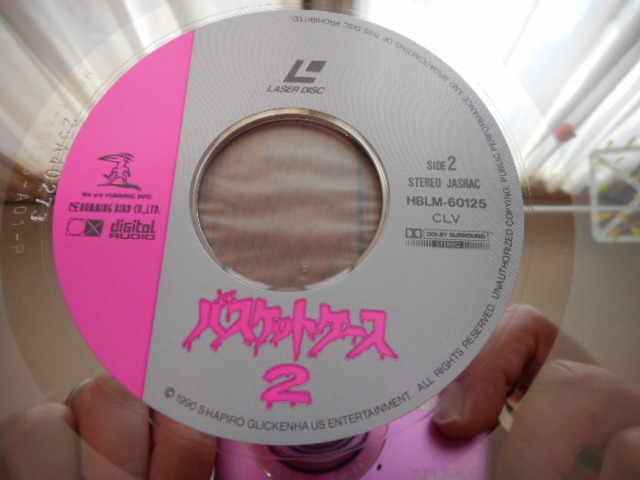 LASER DISC
SIDE 2
STEREO JASRAC
HBLM-60125
CLV
DOLBY SURROUND
STEREO
We are HUMMING BIRD.
HUMMING BIRD CO., LTD.
digital
AUDIO
バスケットケース
2
©1990 SHAPIRO GLICKENHAUS ENTERTAINMENT. ALL RIGHTS RESERVED. UNAUTHORIZED COPYING, PUBLIC PERFORMANCE AND BROADCASTING OF THIS DISC PROHIBITED
25A40273